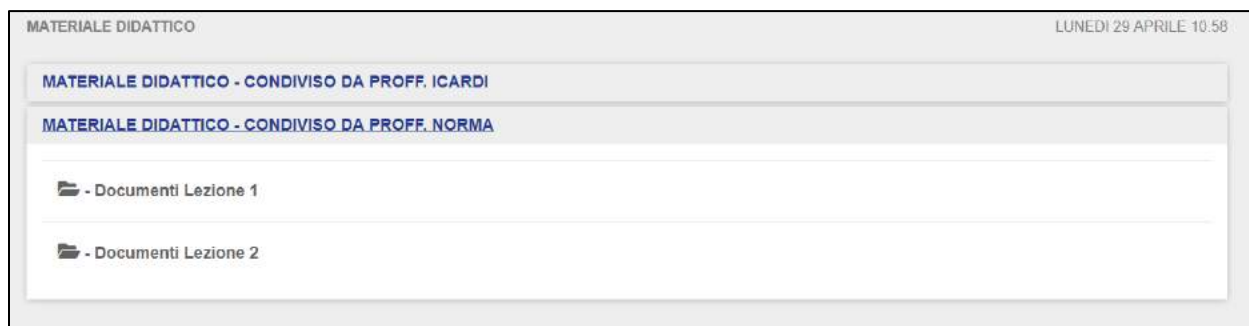 MATERIALE DIDATTICO
LUNEDI 29 APRILE 10.58
MATERIALE DIDATTICO - CONDIVISO DA PROFF. ICARDI
MATERIALE DIDATTICO - CONDIVISO DA PROFF. NORMA
- Documenti Lezione 1
- Documenti Lezione 2